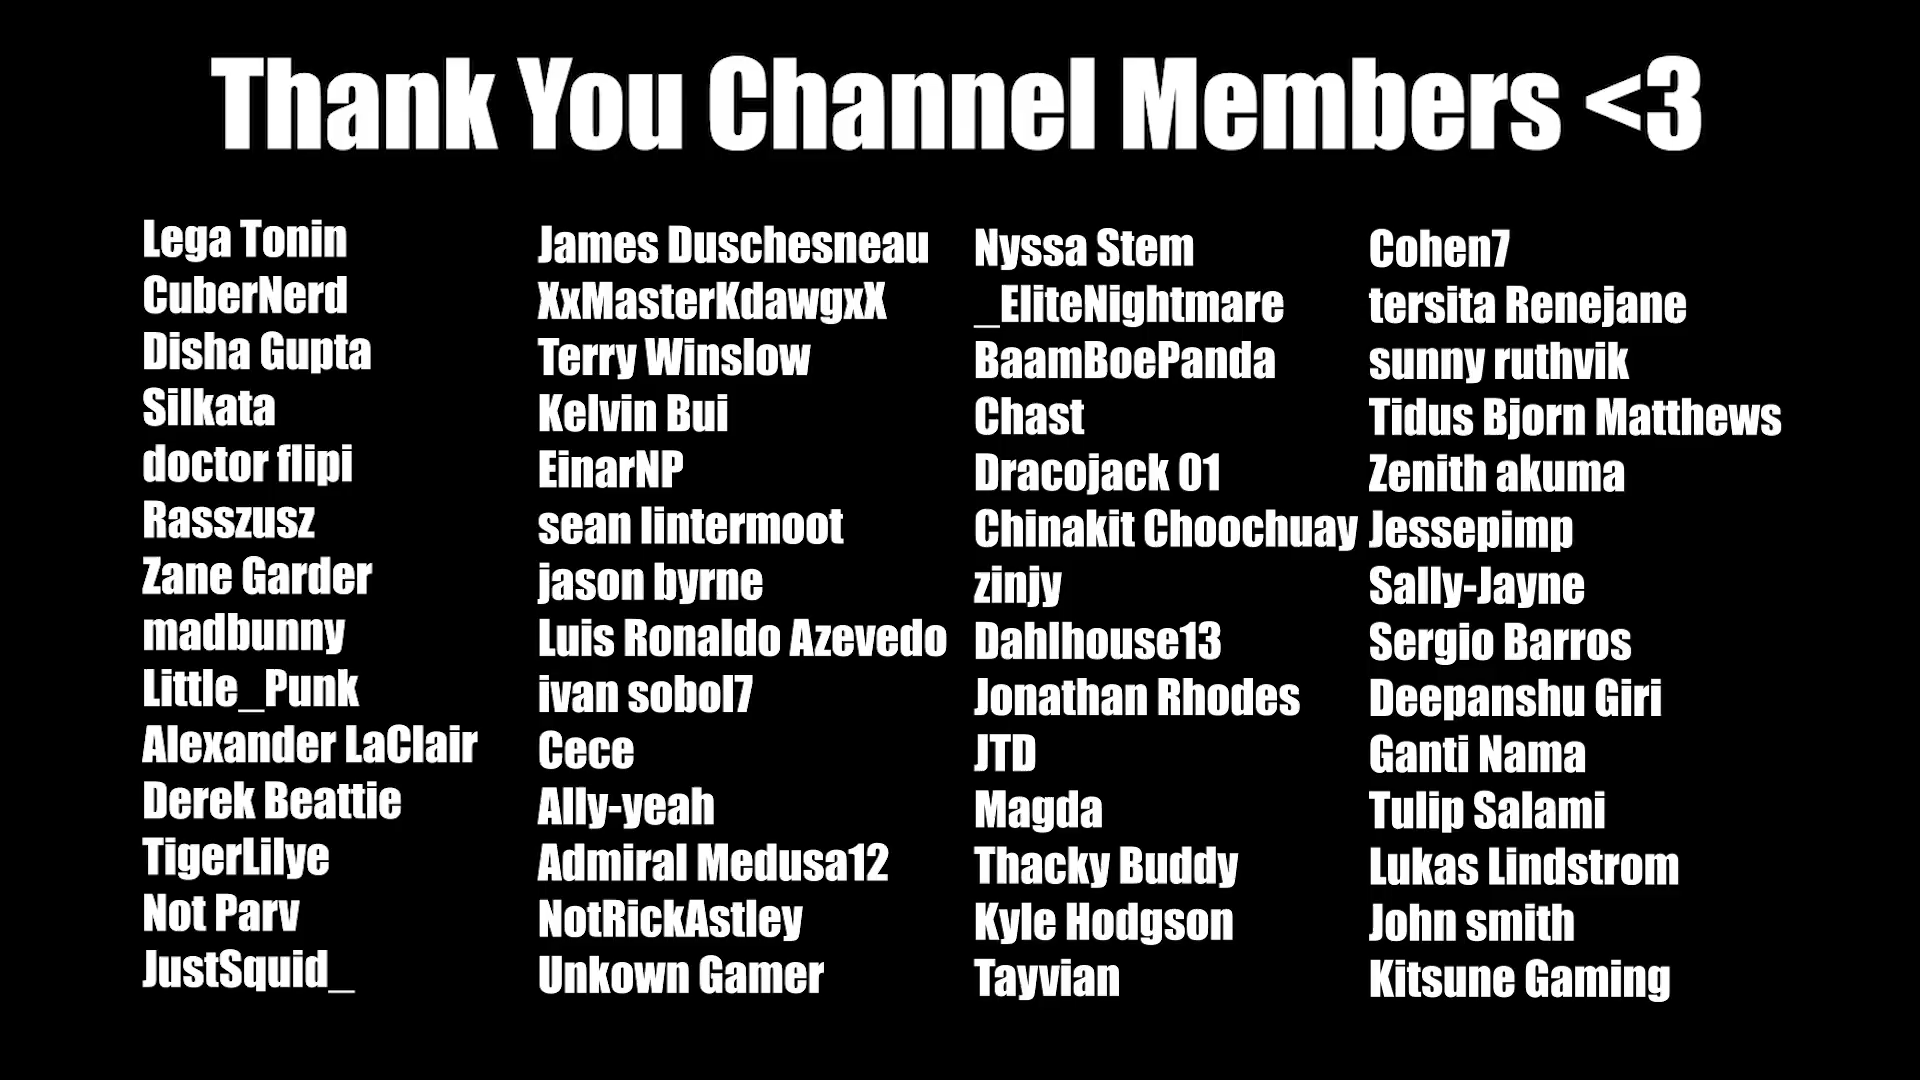 Thank You Channel Members <3
Lega Tonin
CuberNerd
Disha Gupta
Silkata
doctor flipi
Rasszusz
Zane Garder
madbunny
Little_Punk
Alexander LaClair
Derek Beattie
TigerLilye
Not Parv
JustSquid_
James Duschesneau
XxMasterKdawgxX
Terry Winslow
Kelvin Bui
EinarNP
sean lintermoot
jason byrne
Luis Ronaldo Azevedo
ivan sobol7
Cece
Ally-yeah
Admiral Medusa12
NotRickAstley
Unkown Gamer
Nyssa Stem
_EliteNightmare
BaamBoePanda
Chast
Dracojack 01
Chinakit Choochuay
zinjy
Dahlhouse13
Jonathan Rhodes
JTD
Magda
Thacky Buddy
Kyle Hodgson
Tayvian
Cohen7
tersita Renejane
sunny ruthvik
Tidus Bjorn Matthews
Zenith akuma
Jessepimp
Sally-Jayne
Sergio Barros
Deepanshu Giri
Ganti Nama
Tulip Salami
Lukas Lindstrom
John smith
Kitsune Gaming